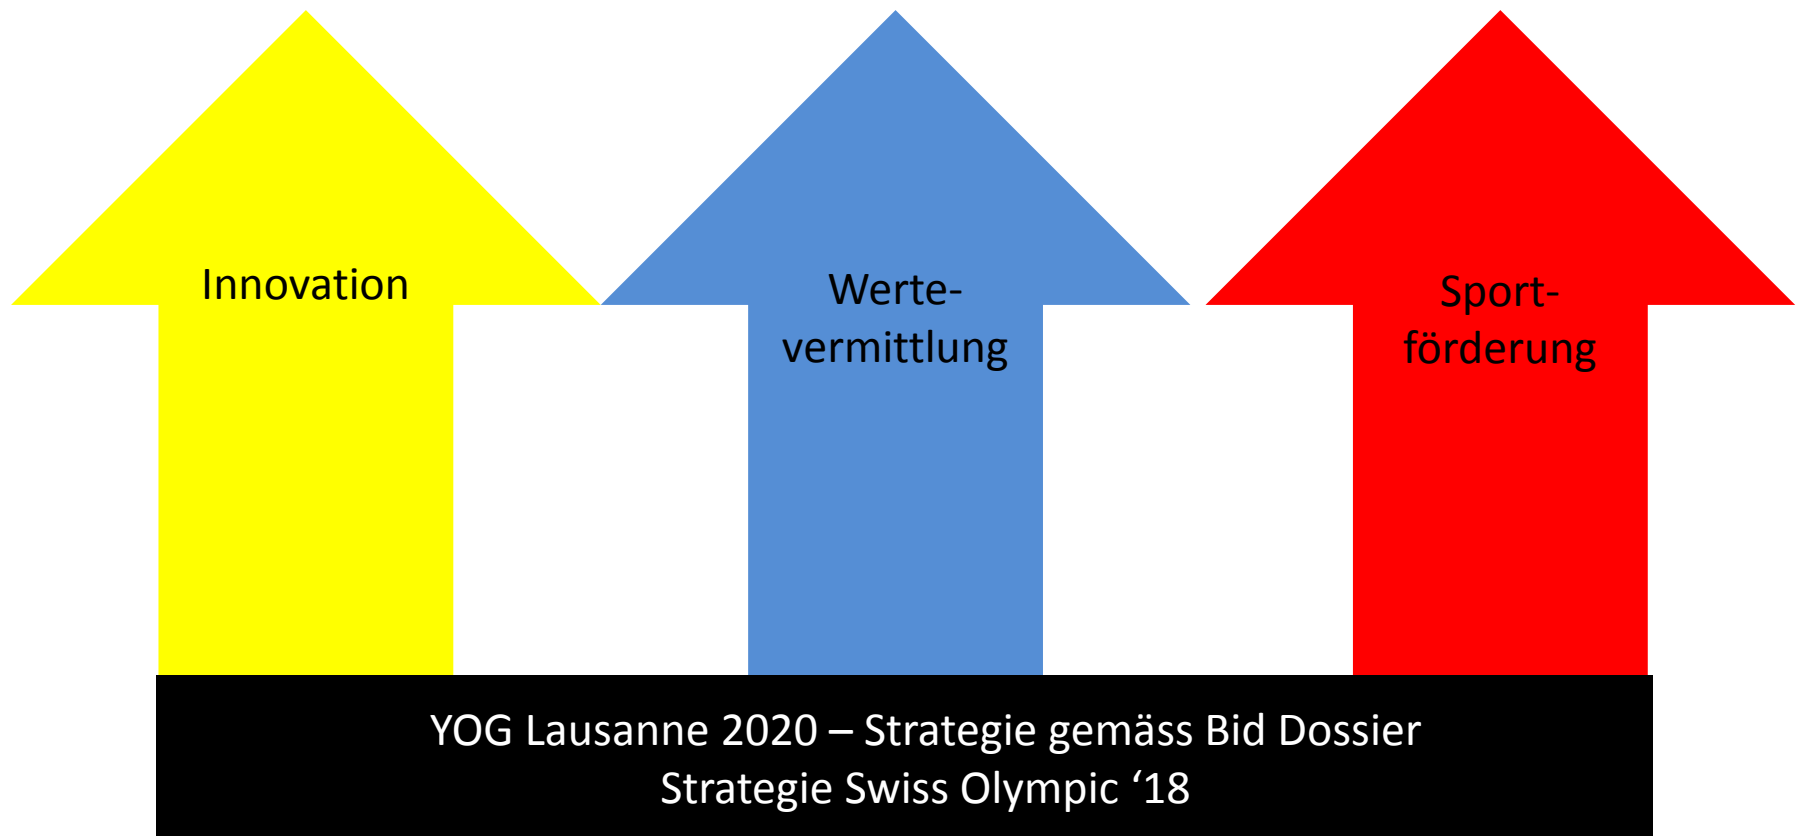 Innovation
Werte-
vermittlung
Sport-
förderung
YOG Lausanne 2020 – Strategie gemäss Bid Dossier
Strategie Swiss Olympic ‘18